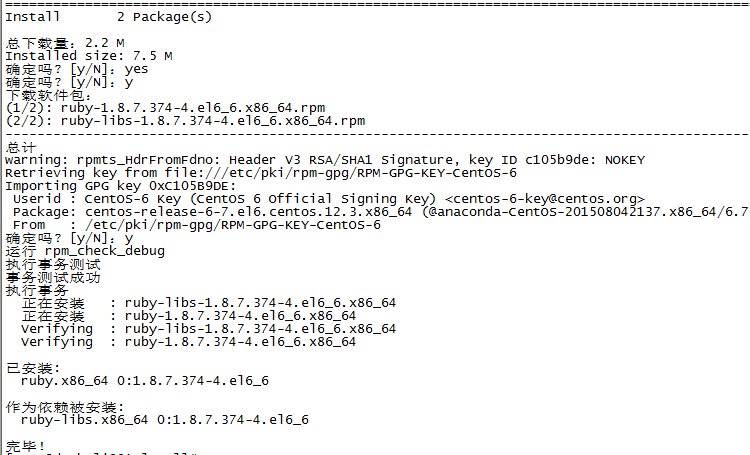 Install       2 Package(s)
总下载量：2.2 M
Installed size: 7.5 M
确定吗？[y/N]：yes
确定吗？[y/N]：y
下载软件包：
(1/2): ruby-1.8.7.374-4.el6_6.x86_64.rpm
(2/2): ruby-libs-1.8.7.374-4.el6_6.x86_64.rpm
总计
warning: rpmts_HdrFromFdno: Header V3 RSA/SHA1 Signature, key ID c105b9de: NOKEY
Retrieving key from file:///etc/pki/rpm-gpg/RPM-GPG-KEY-CentOS-6
Importing GPG key 0xC105B9DE:
 Userid : CentOS-6 Key (CentOS 6 Official Signing Key) <centos-6-key@centos.org>
 Package: centos-release-6-7.el6.centos.12.3.x86_64 (@anaconda-CentOS-201508042137.x86_64/6.7
 From   : /etc/pki/rpm-gpg/RPM-GPG-KEY-CentOS-6
确定吗？[y/N]：y
运行 rpm_check_debug
执行事务测试
事务测试成功
执行事务
  正在安装   : ruby-libs-1.8.7.374-4.el6_6.x86_64
  正在安装   : ruby-1.8.7.374-4.el6_6.x86_64
  Verifying  : ruby-libs-1.8.7.374-4.el6_6.x86_64
  Verifying  : ruby-1.8.7.374-4.el6_6.x86_64
已安装:
  ruby.x86_64 0:1.8.7.374-4.el6_6
作为依赖被安装:
  ruby-libs.x86_64 0:1.8.7.374-4.el6_6
完毕！